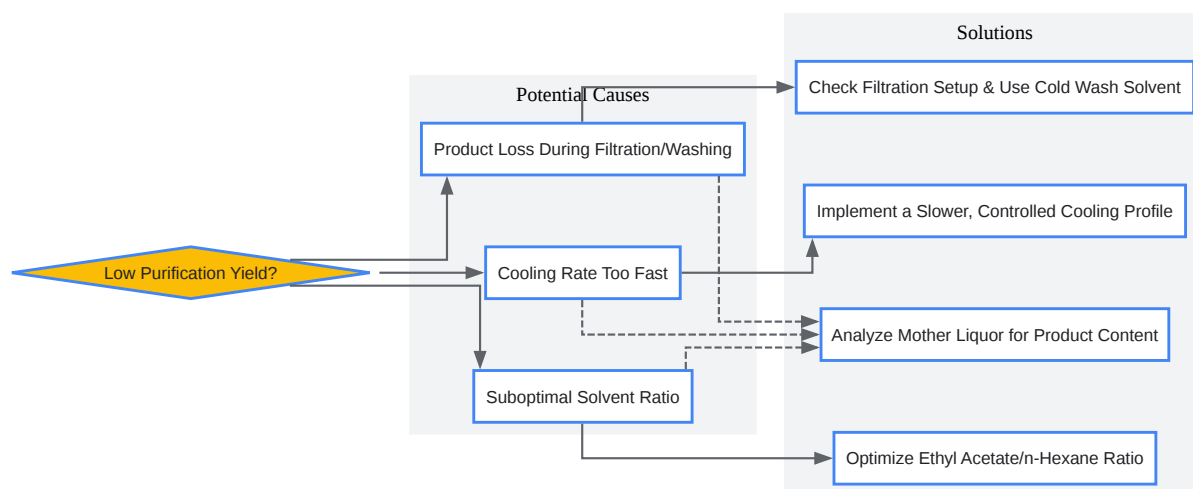 Solutions
Check Filtration Setup & Use Cold Wash Solvent
Potential Causes
Product Loss During Filtration/Washing
Implement a Slower, Controlled Cooling Profile
Low Purification Yield?
Cooling Rate Too Fast
Analyze Mother Liquor for Product Content
Suboptimal Solvent Ratio
Optimize Ethyl Acetate/n-Hexane Ratio